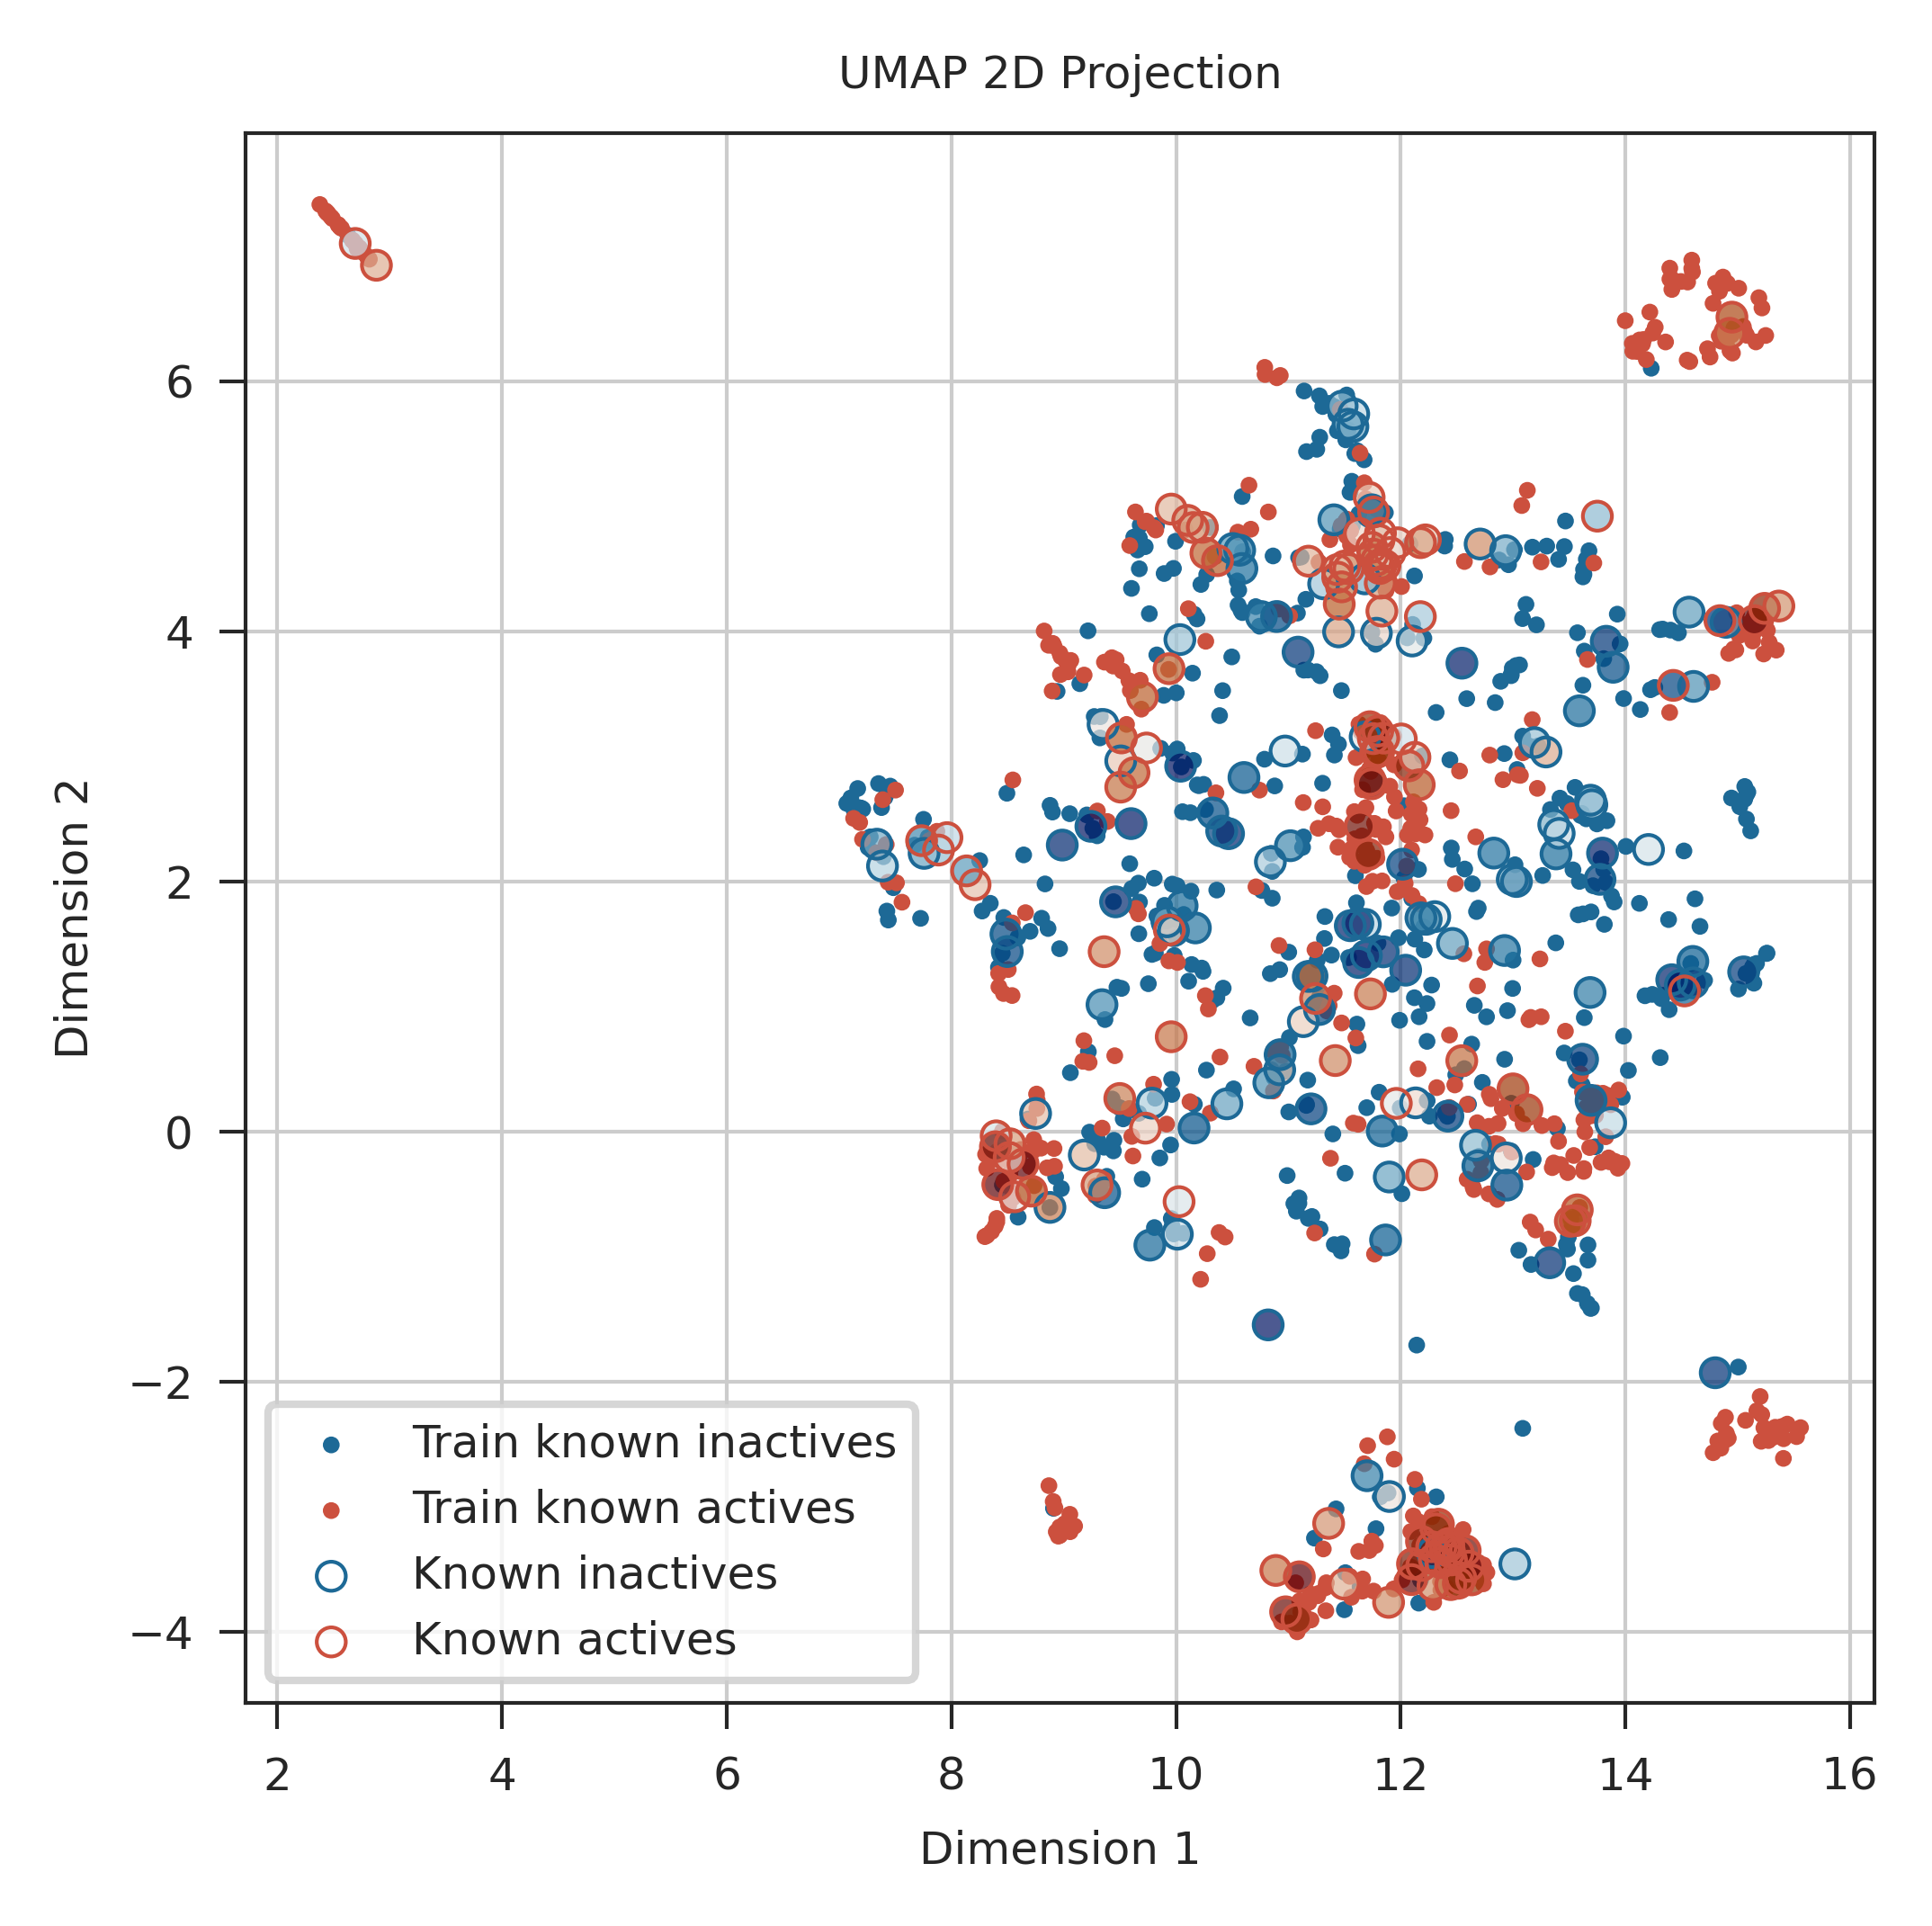 UMAP 2D Projection
6
4
2
0
−2
−4
Dimension 2
Train known inactives
Train known actives
Known inactives
Known actives
2 4 6 8 10 12 14 16
Dimension 1